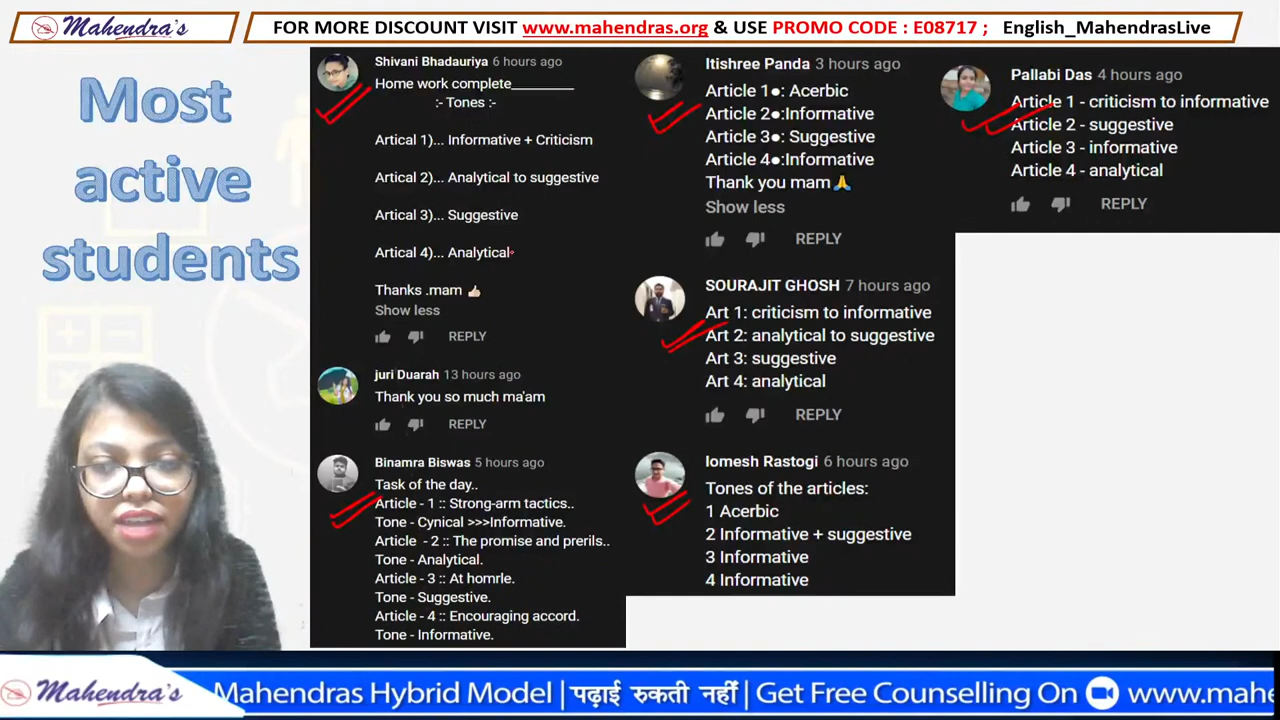 Mahendra's
FOR MORE DISCOUNT VISIT www.mahendras.org & USE PROMO CODE : E08717 ; English_MahendrasLive
Most
active
students
Shivani Bhadauriya 6 hours ago
Home work complete_________
:- Tones :-
Artical 1)... Informative + Criticism
Artical 2)... Analytical to suggestive
Artical 3)... Suggestive
Artical 4)... Analytical
Thanks .mam 👍🏻
Show less
REPLY
juri Duarah 13 hours ago
Thank you so much ma'am
REPLY
Binamra Biswas 5 hours ago
Task of the day..
Article - 1 :: Strong-arm tactics..
Tone - Cynical >>>Informative.
Article - 2 :: The promise and prerils..
Tone - Analytical.
Article - 3 :: At homrle.
Tone - Suggestive.
Article - 4 :: Encouraging accord.
Tone - Informative.
Itishree Panda 3 hours ago
Article 1●: Acerbic
Article 2●:Informative
Article 3●: Suggestive
Article 4●:Informative
Thank you mam🙏
Show less
REPLY
SOURAJIT GHOSH 7 hours ago
Art 1: criticism to informative
Art 2: analytical to suggestive
Art 3: suggestive
Art 4: analytical
REPLY
Iomesh Rastogi 6 hours ago
Tones of the articles:
1 Acerbic
2 Informative + suggestive
3 Informative
4 Informative
Pallabi Das 4 hours ago
Article 1 - criticism to informative
Article 2 - suggestive
Article 3 - informative
Article 4 - analytical
REPLY
Mahendra's
Mahendras Hybrid Model | पढ़ाई रुकती नहीं | Get Free Counselling On www.mahe